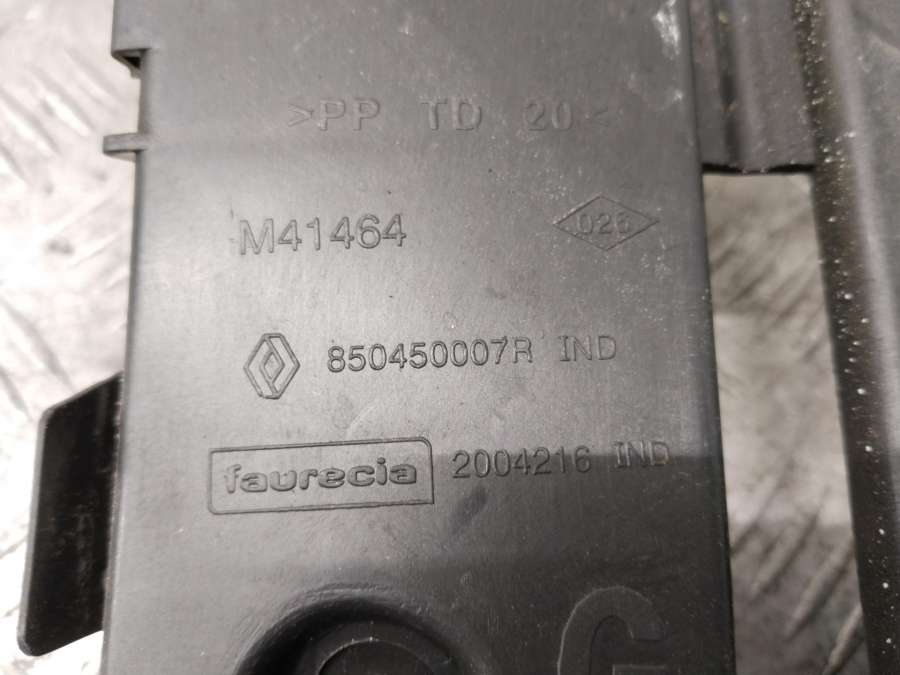 >PP TD 20<
M41464 026
850450007R IND
faurecia 2004216 IND
G